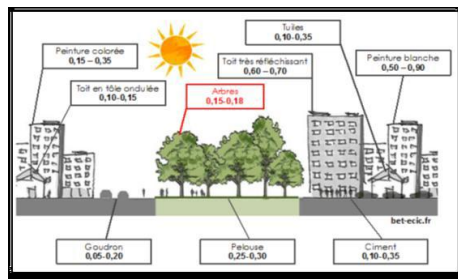 Tuiles
0,10-0,35
Peinture colorée
0,15 – 0,35
Toit très réfléchissant
0,60 – 0,70
Peinture blanche
0,50 – 0,90
Toit en tôle ondulée
0,10-0,15
Arbres
0,15-0,18
bet-ecic.fr
Goudron
0,05-0,20
Pelouse
0,25-0,30
Ciment
0,10-0,35